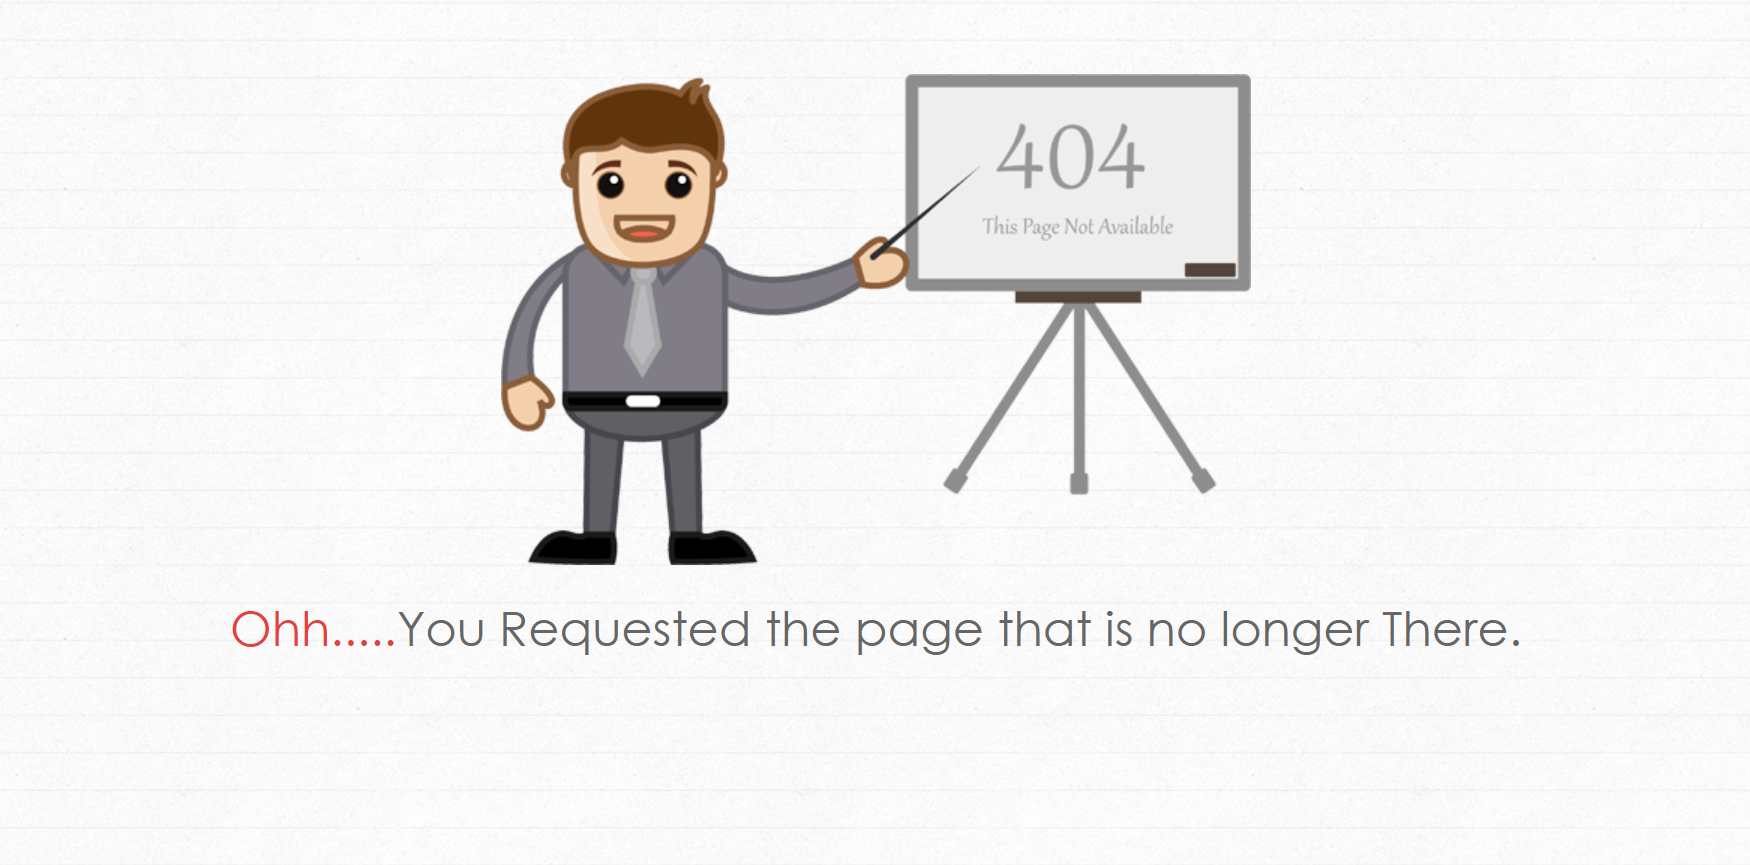 404
This Page Not Available
Ohh.....You Requested the page that is no longer There.